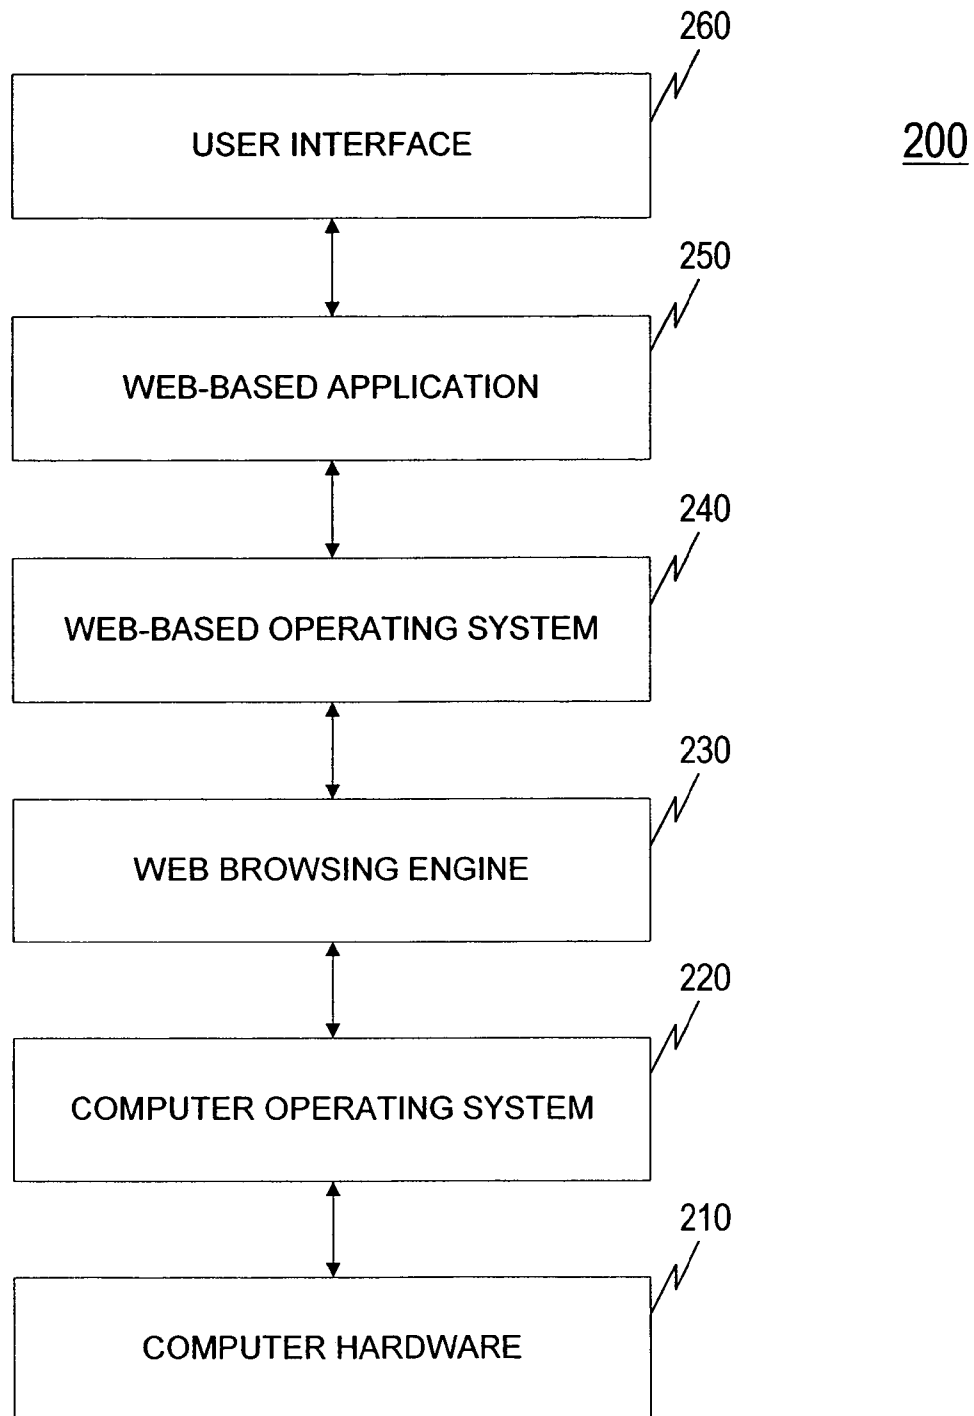 260
USER INTERFACE
200
250
WEB-BASED APPLICATION
240
WEB-BASED OPERATING SYSTEM
230
WEB BROWSING ENGINE
220
COMPUTER OPERATING SYSTEM
210
COMPUTER HARDWARE